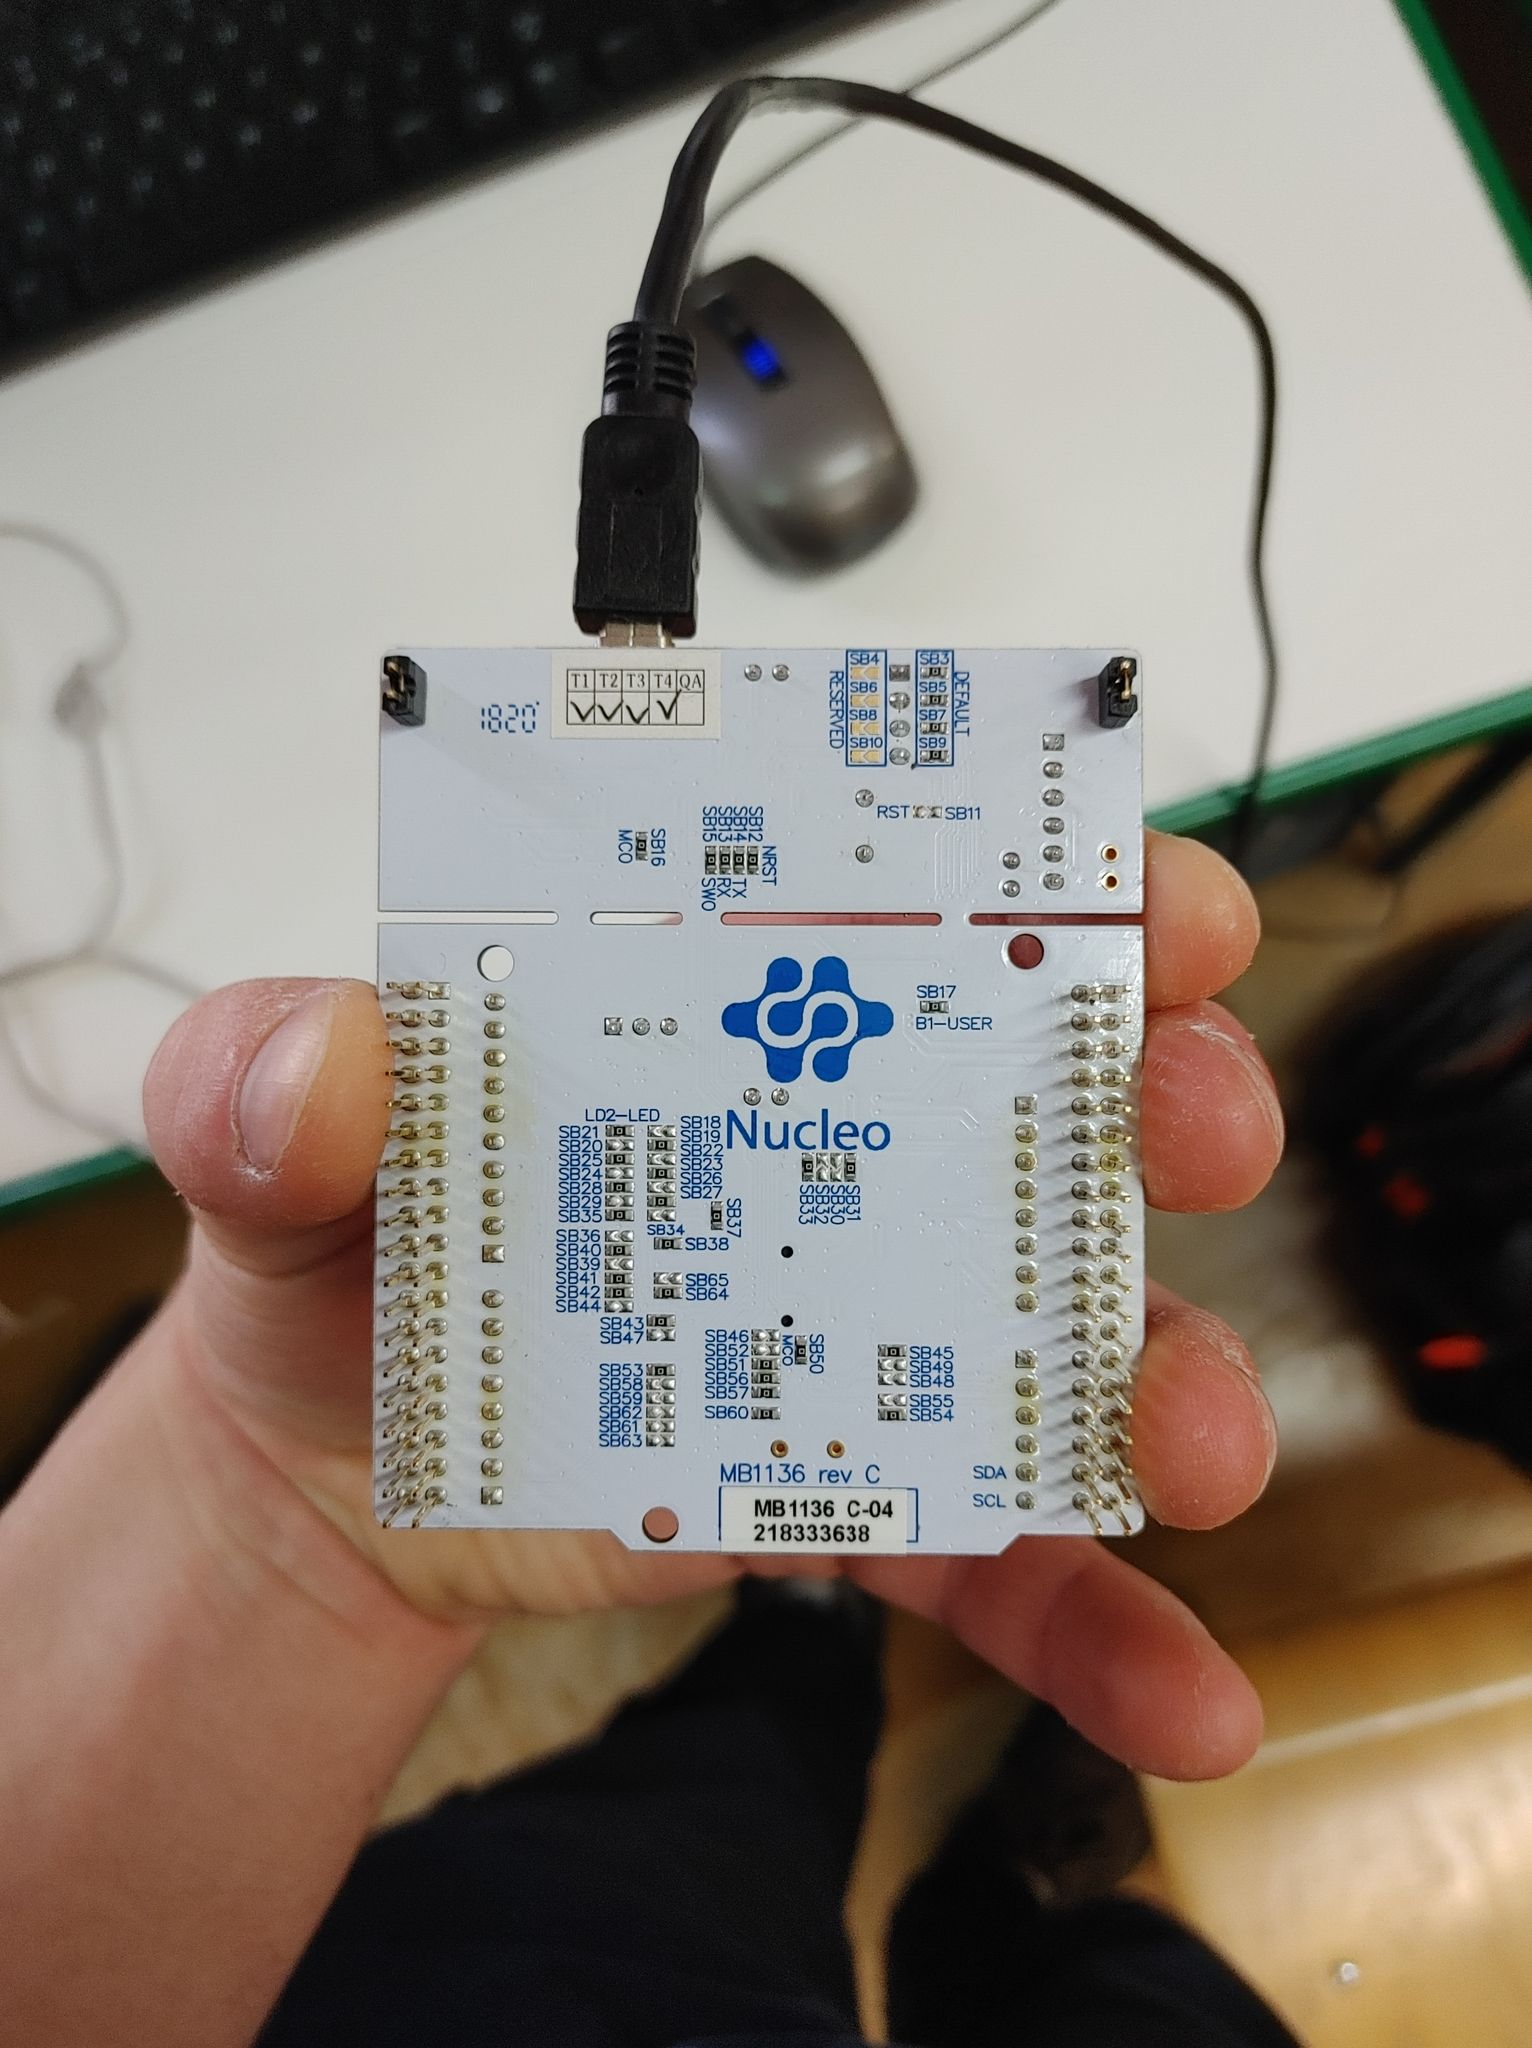 T1 T2 T3 T4 QA
1820
SB4 SB3
SB6 SB5
SB8 SB7
SB10 SB9
RESERVED
DEFAULT
RST SB11
MCO SB16
SB15 SB13 SB14 SB12
SWO RX TX NRST
SB17
B1-USER
Nucleo
LD2-LED
SB21 SB18
SB20 SB19
SB25 SB22
SB24 SB23
SB28 SB26
SB29 SB27
SB35
SB34
SB37
SB33 SB32 SB30 SB31
SB36
SB40 SB38
SB39
SB41 SB65
SB42 SB64
SB44
SB43
SB47
SB46
SB52
SB51
SB56
SB57
SB60
MCO SB50
SB45
SB49
SB48
SB55
SB54
SB53
SB58
SB59
SB62
SB61
SB63
MB1136 rev C
SDA
SCL
MB1136 C-04
218333638